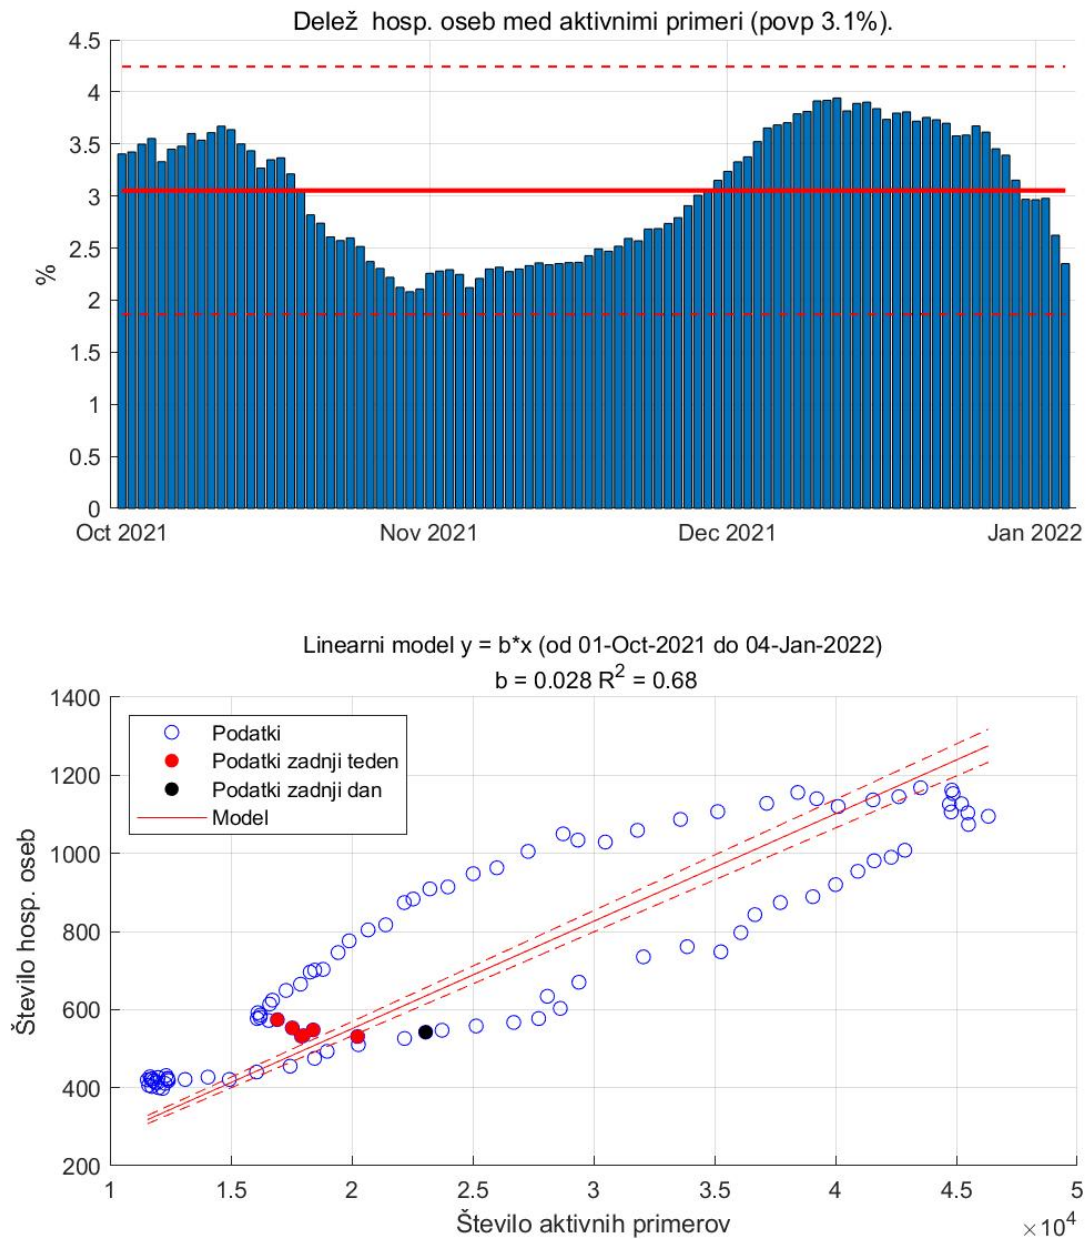 Delež  hosp. oseb med aktivnimi primeri (povp 3.1%).
4.5
4
3.5
3
2.5
2
1.5
1
0.5
0
%
Oct 2021 Nov 2021 Dec 2021 Jan 2022
Linearni model y = b*x (od 01-Oct-2021 do 04-Jan-2022)
b = 0.028 R² = 0.68
1400
1200
1000
800
600
400
200
Število hosp. oseb
Podatki
Podatki zadnji teden
Podatki zadnji dan
Model
1 1.5 2 2.5 3 3.5 4 4.5 5
Število aktivnih primerov
×10⁴